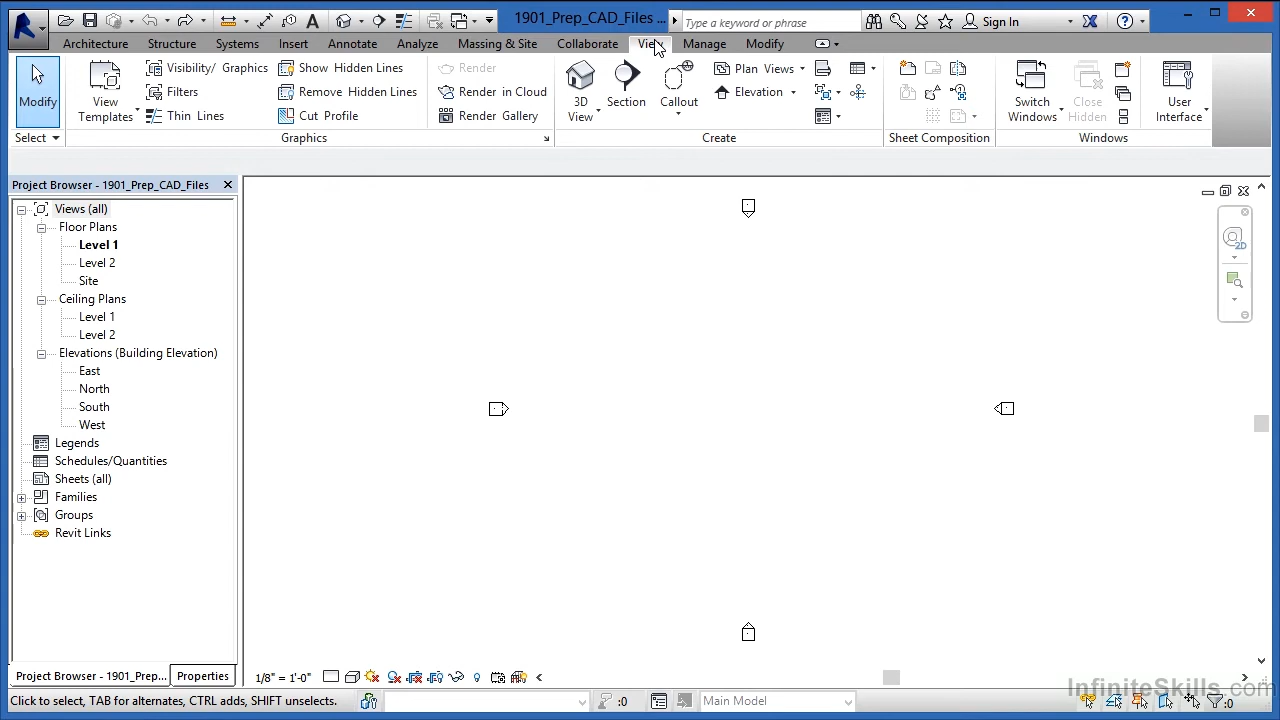 1901_Prep_CAD_Files ...
Type a keyword or phrase
Sign In
Architecture
Structure
Systems
Insert
Annotate
Analyze
Massing & Site
Collaborate
View
Manage
Modify
Modify
Select
View
Templates
Visibility/ Graphics
Filters
Thin Lines
Show Hidden Lines
Remove Hidden Lines
Cut Profile
Render
Render in Cloud
Render Gallery
Graphics
3D
View
Section
Callout
Plan Views
Elevation
Create
Sheet Composition
Switch
Windows
Close
Hidden
Windows
User
Interface
Project Browser - 1901_Prep_CAD_Files
Views (all)
Floor Plans
Level 1
Level 2
Site
Ceiling Plans
Level 1
Level 2
Elevations (Building Elevation)
East
North
South
West
Legends
Schedules/Quantities
Sheets (all)
Families
Groups
Revit Links
2D
Project Browser - 1901_Prep...
Properties
1/8" = 1'-0"
Click to select, TAB for alternates, CTRL adds, SHIFT unselects.
:0
Main Model
:0
InfiniteSkills.com